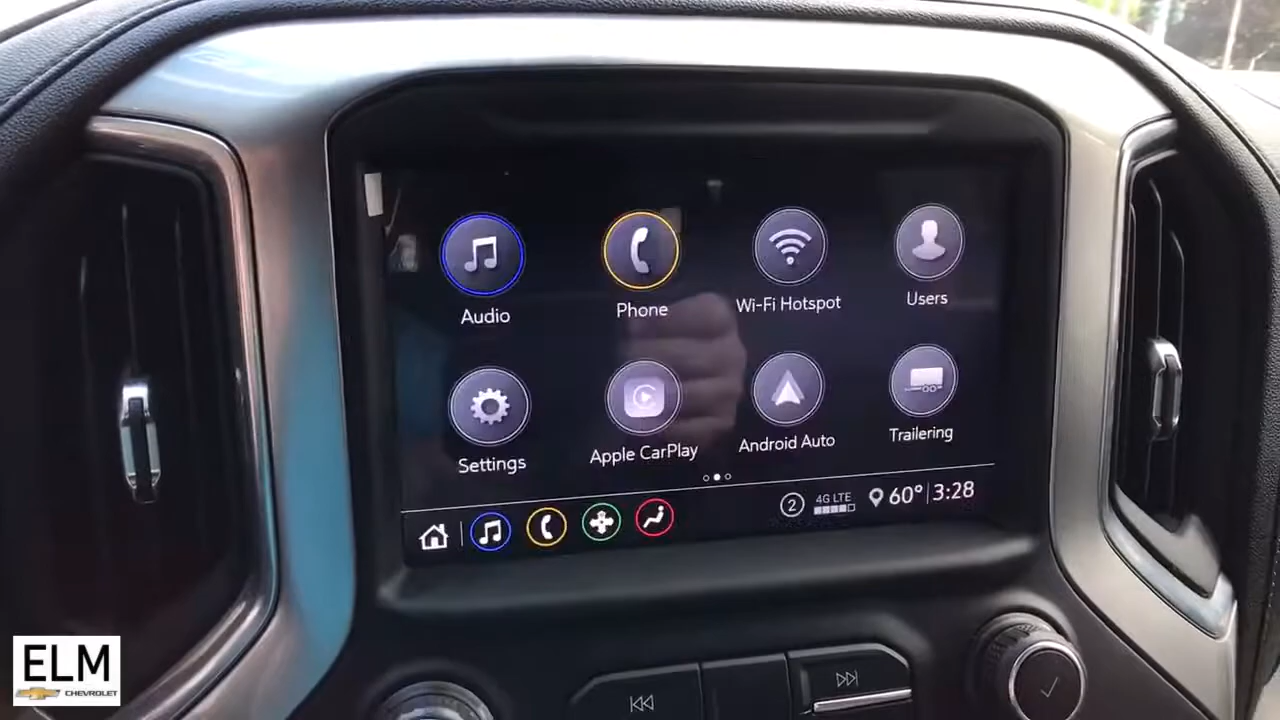 Audio
Phone
Wi-Fi Hotspot
Users
Settings
Apple CarPlay
Android Auto
Trailering
2
4G LTE
60°
3:28
ELM
CHEVROLET